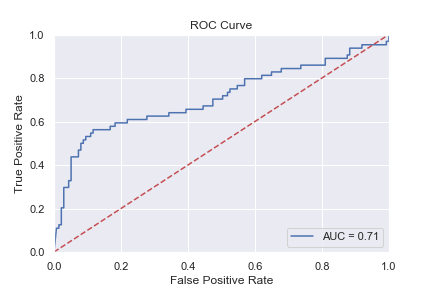 ROC Curve
True Positive Rate
1.0
0.8
0.6
0.4
0.2
0.0
AUC = 0.71
0.0 0.2 0.4 0.6 0.8 1.0
False Positive Rate